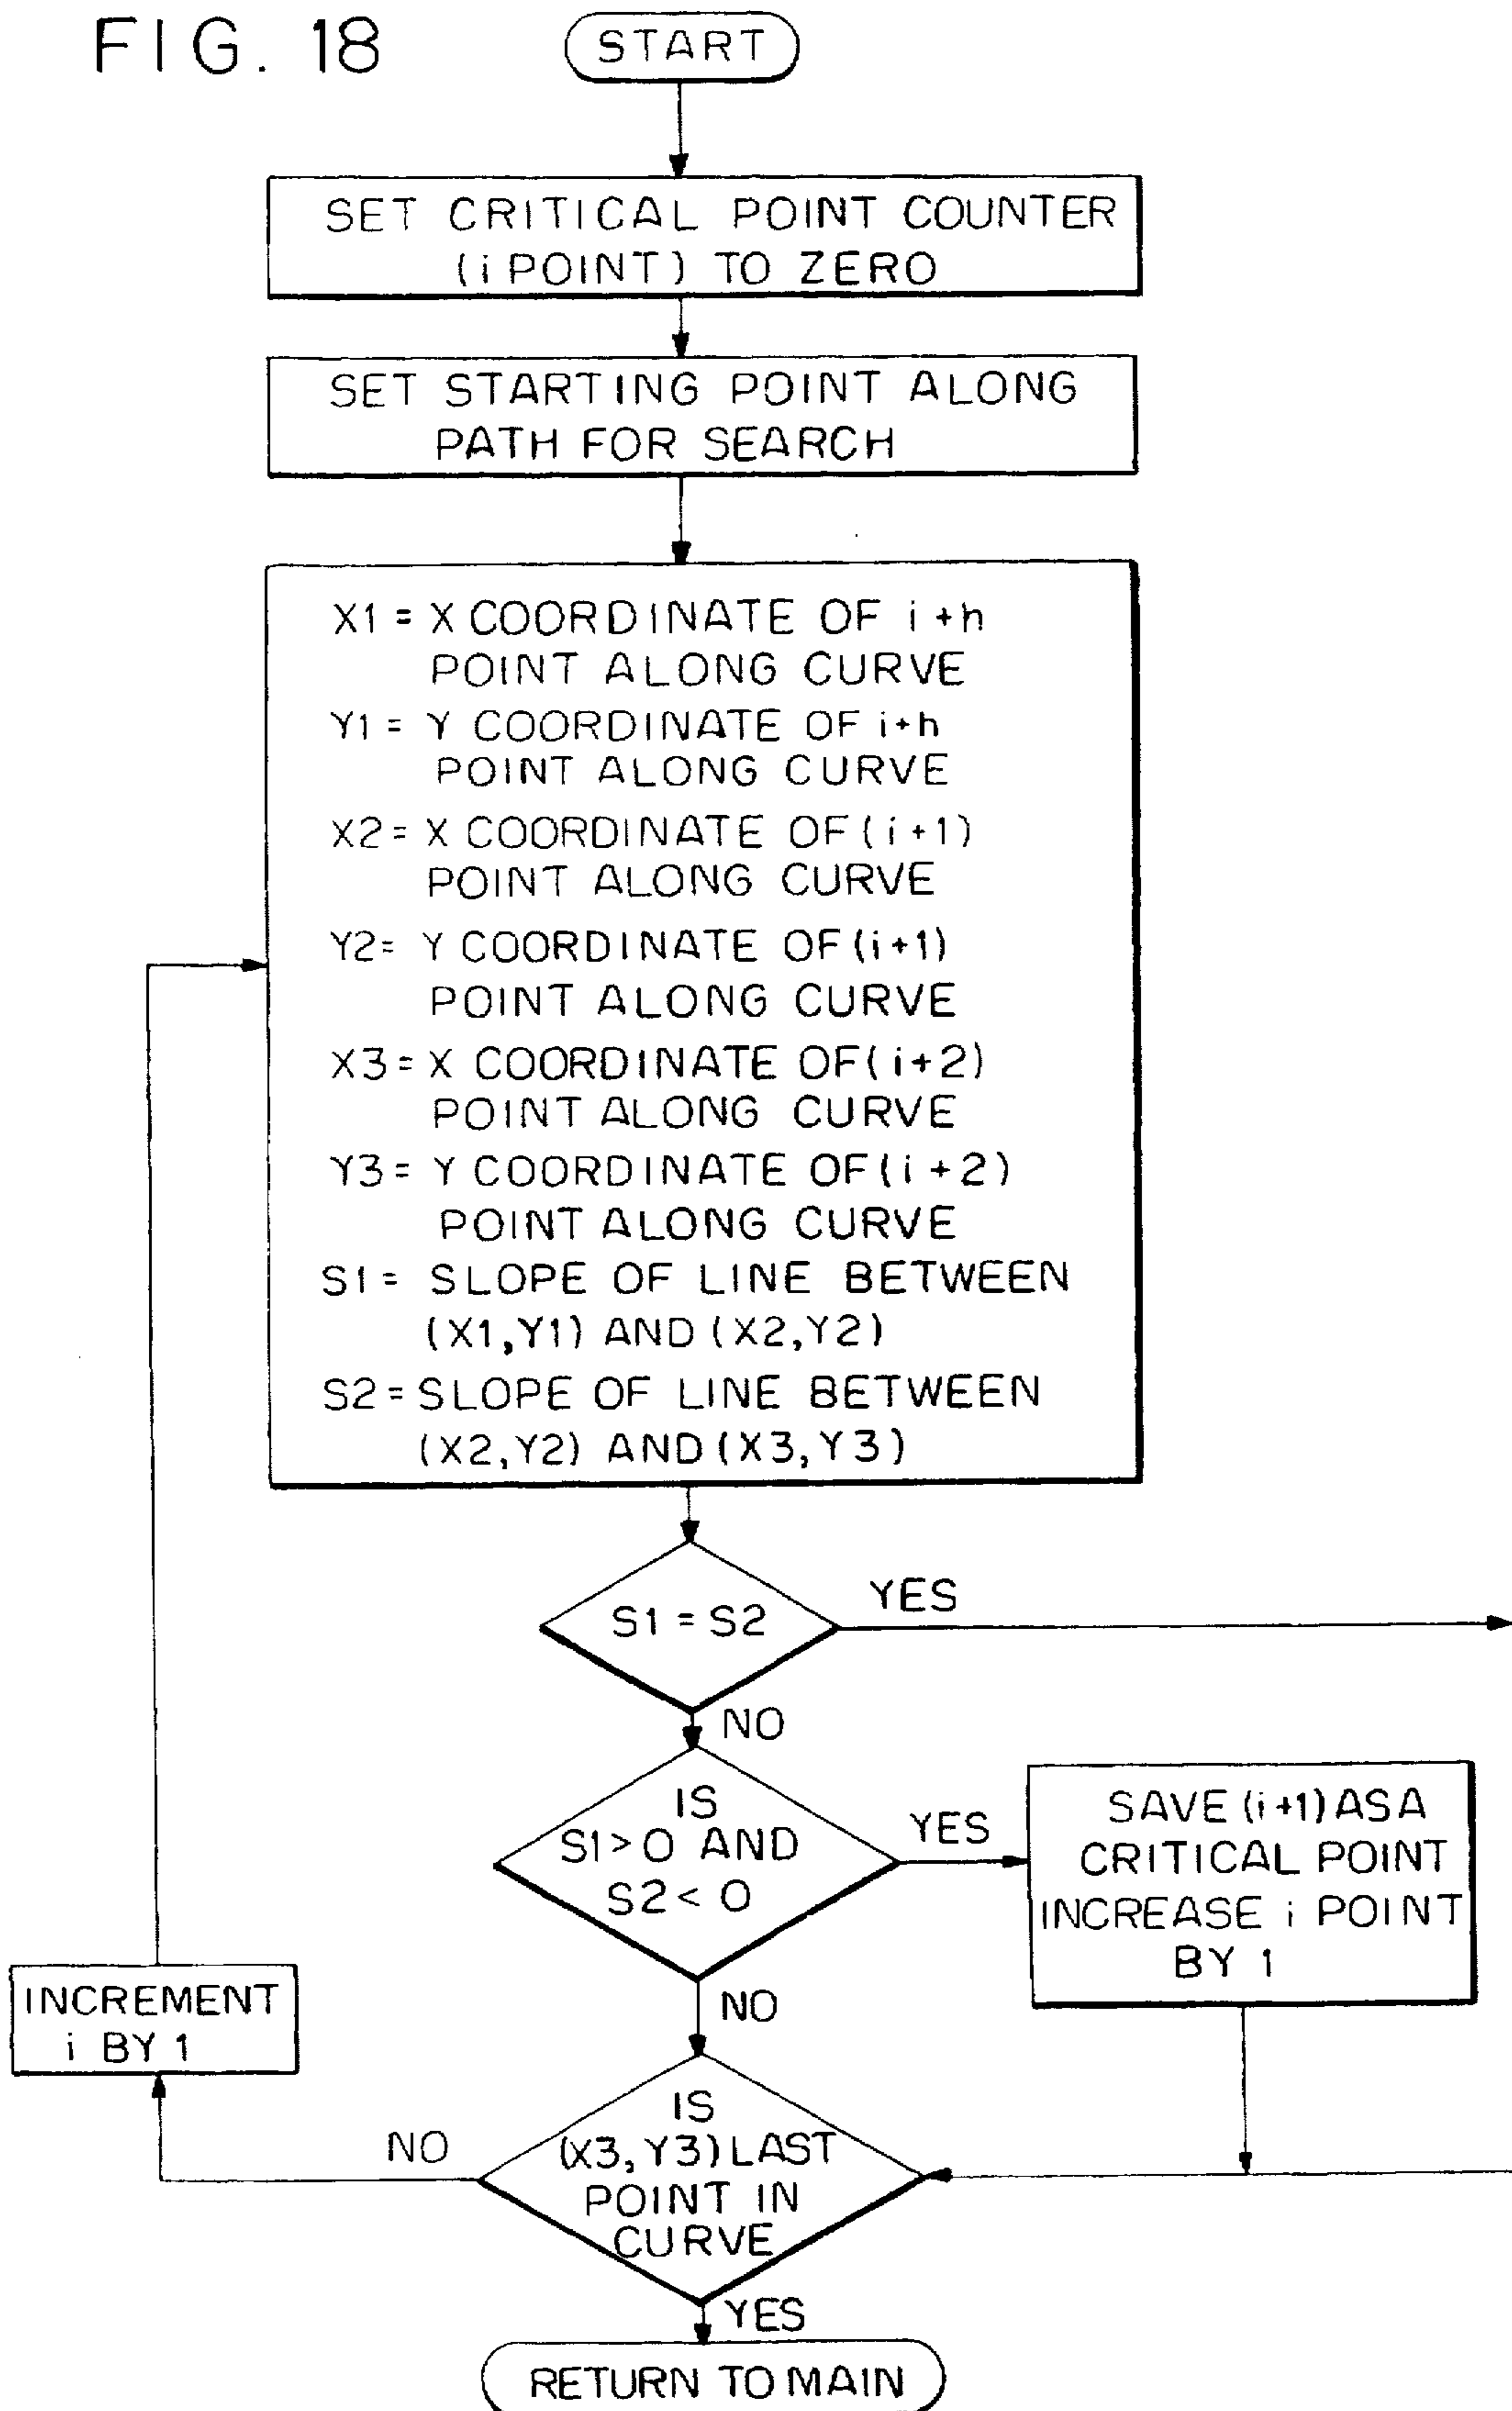 FIG. 18
START
SET CRITICAL POINT COUNTER
(i POINT) TO ZERO
SET STARTING POINT ALONG
PATH FOR SEARCH
X1 = X COORDINATE OF i+h
POINT ALONG CURVE
Y1 = Y COORDINATE OF i+h
POINT ALONG CURVE
X2 = X COORDINATE OF (i+1)
POINT ALONG CURVE
Y2 = Y COORDINATE OF (i+1)
POINT ALONG CURVE
X3 = X COORDINATE OF (i+2)
POINT ALONG CURVE
Y3 = Y COORDINATE OF (i+2)
POINT ALONG CURVE
S1 = SLOPE OF LINE BETWEEN
(X1,Y1) AND (X2,Y2)
S2 = SLOPE OF LINE BETWEEN
(X2,Y2) AND (X3,Y3)
S1 = S2
YES
NO
IS
S1>0 AND
S2<0
YES
SAVE (i+1) AS A
CRITICAL POINT
INCREASE i POINT
BY 1
NO
INCREMENT
i BY 1
IS
(X3,Y3) LAST
POINT IN
CURVE
NO
YES
RETURN TO MAIN